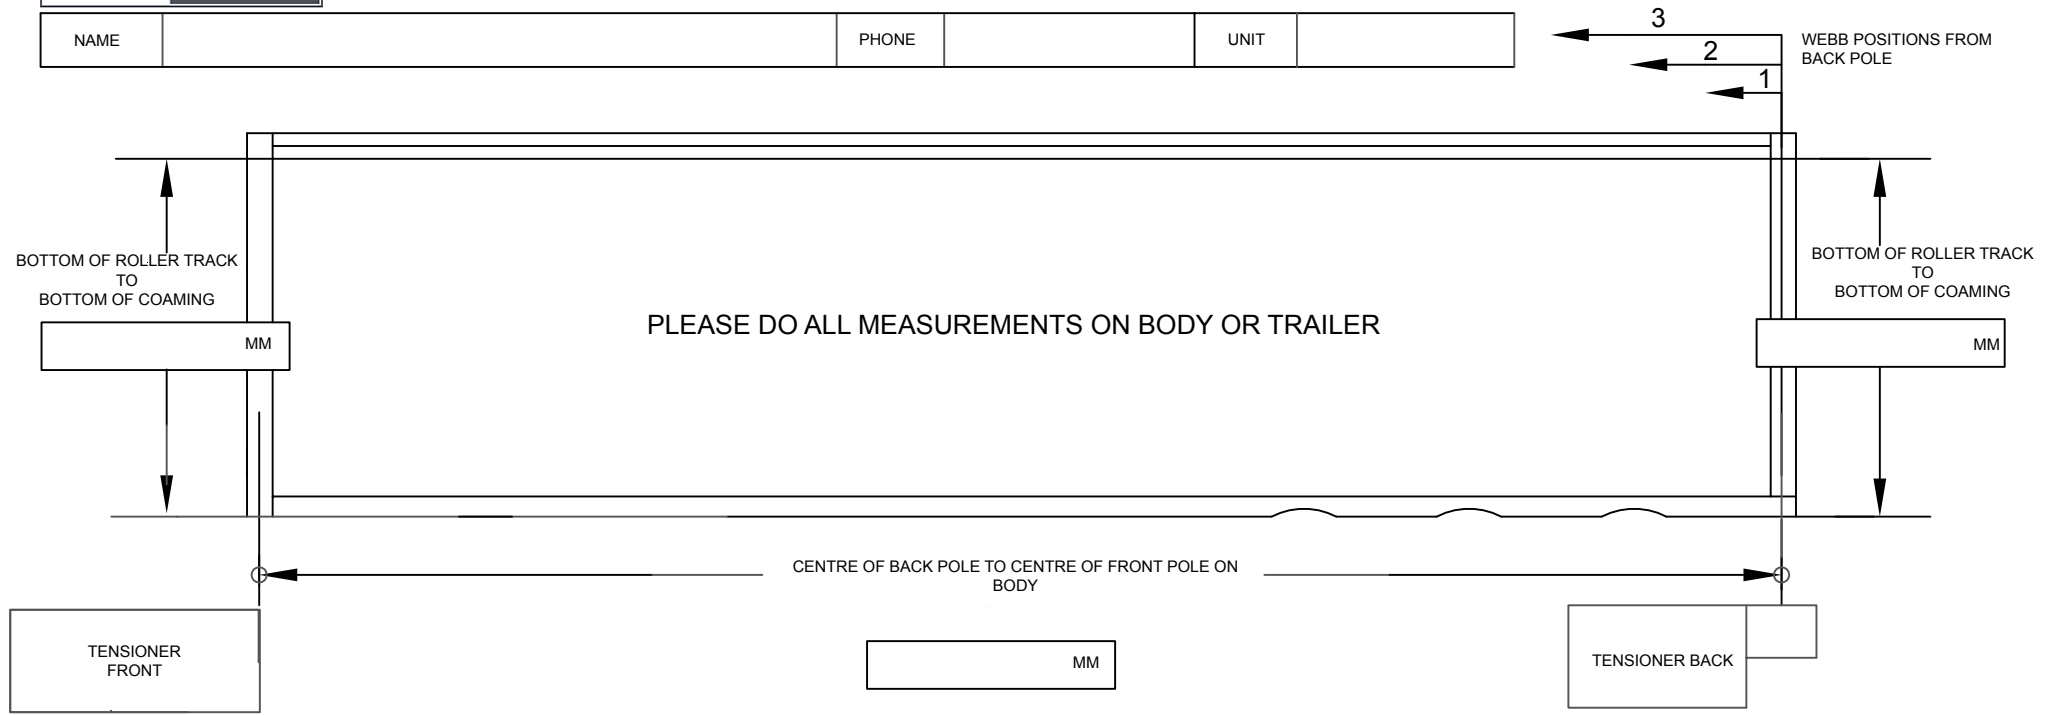 NAME
PHONE
UNIT
3
2
1
WEBB POSITIONS FROM
BACK POLE
BOTTOM OF ROLLER TRACK
TO
BOTTOM OF COAMING
MM
PLEASE DO ALL MEASUREMENTS ON BODY OR TRAILER
BOTTOM OF ROLLER TRACK
TO
BOTTOM OF COAMING
MM
CENTRE OF BACK POLE TO CENTRE OF FRONT POLE ON
BODY
TENSIONER
FRONT
MM
TENSIONER BACK